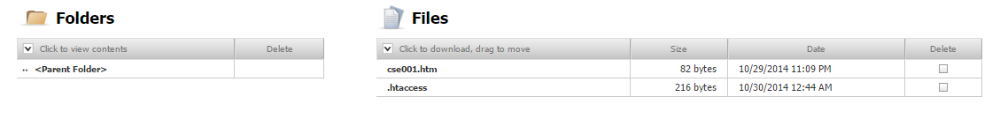 Folders
Click to view contents Delete
.. <Parent Folder>
Files
Click to download, drag to move Size Date Delete
cse001.htm 82 bytes 10/29/2014 11:09 PM
.htaccess 216 bytes 10/30/2014 12:44 AM